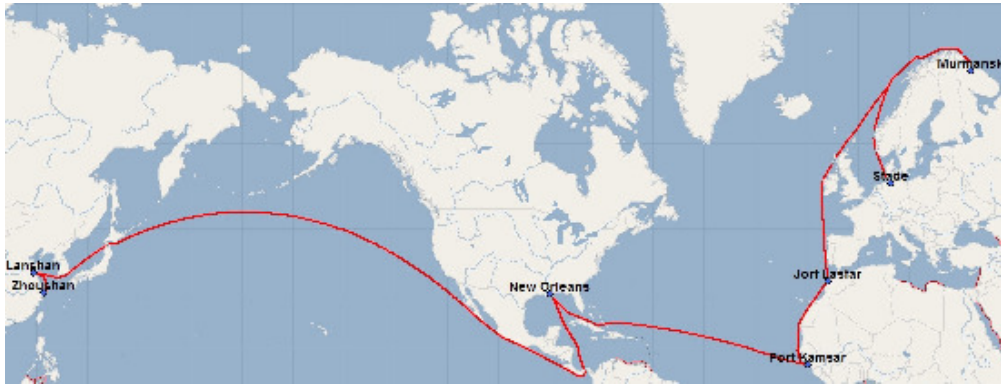 Murmansk
Stade
Lanshan
Zhoushan
New Orleans
Jorf Lasfar
Port Kamsar